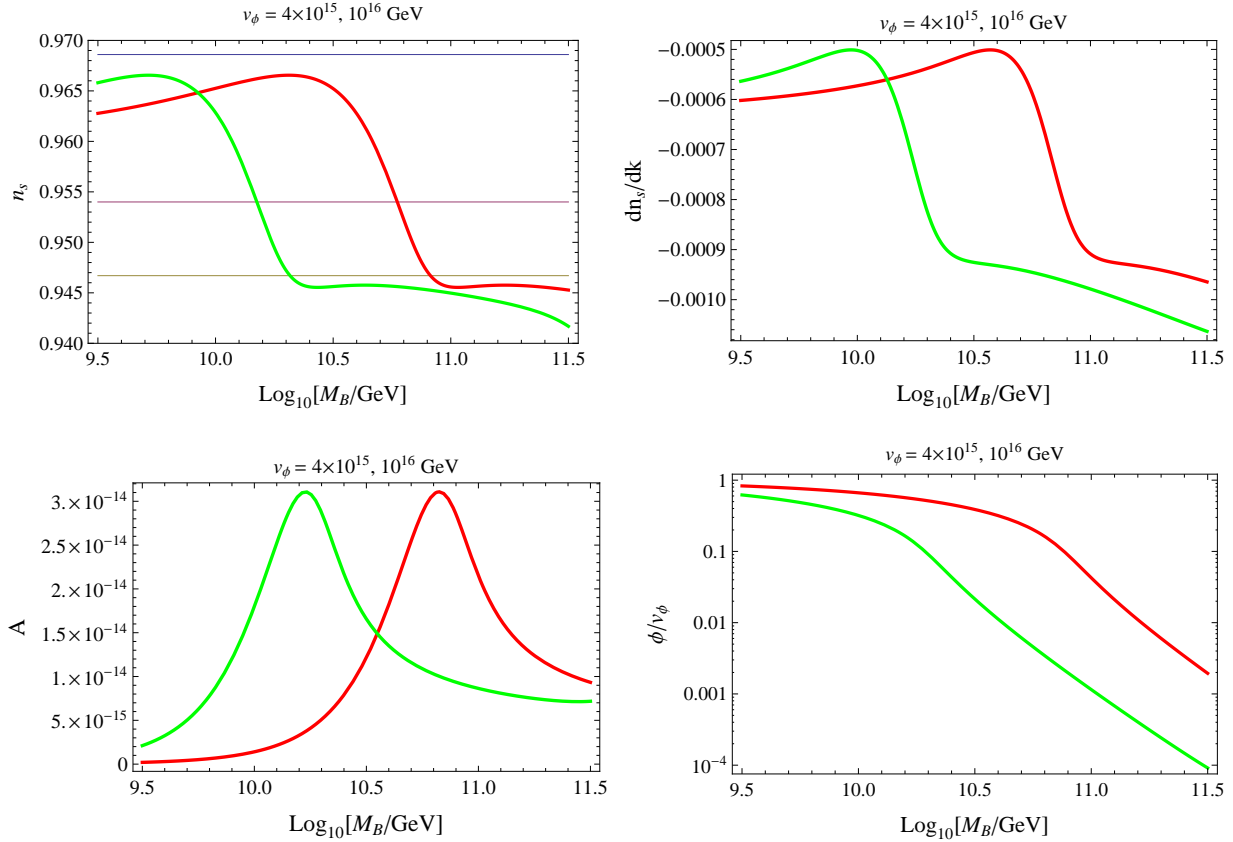 v_ϕ = 4×10^15, 10^16 GeV
0.970
0.965
0.960
0.955
0.950
0.945
0.940
n_s
9.5 10.0 10.5 11.0 11.5
Log_10[M_B/GeV]
v_ϕ = 4×10^15, 10^16 GeV
−0.0005
−0.0006
−0.0007
−0.0008
−0.0009
−0.0010
dn_s/dk
9.5 10.0 10.5 11.0 11.5
Log_10[M_B/GeV]
v_ϕ = 4×10^15, 10^16 GeV
3.×10^−14
2.5×10^−14
2.×10^−14
1.5×10^−14
1.×10^−14
5.×10^−15
0
A
9.5 10.0 10.5 11.0 11.5
Log_10[M_B/GeV]
v_ϕ = 4×10^15, 10^16 GeV
1
0.1
0.01
0.001
10^−4
ϕ/v_ϕ
9.5 10.0 10.5 11.0 11.5
Log_10[M_B/GeV]